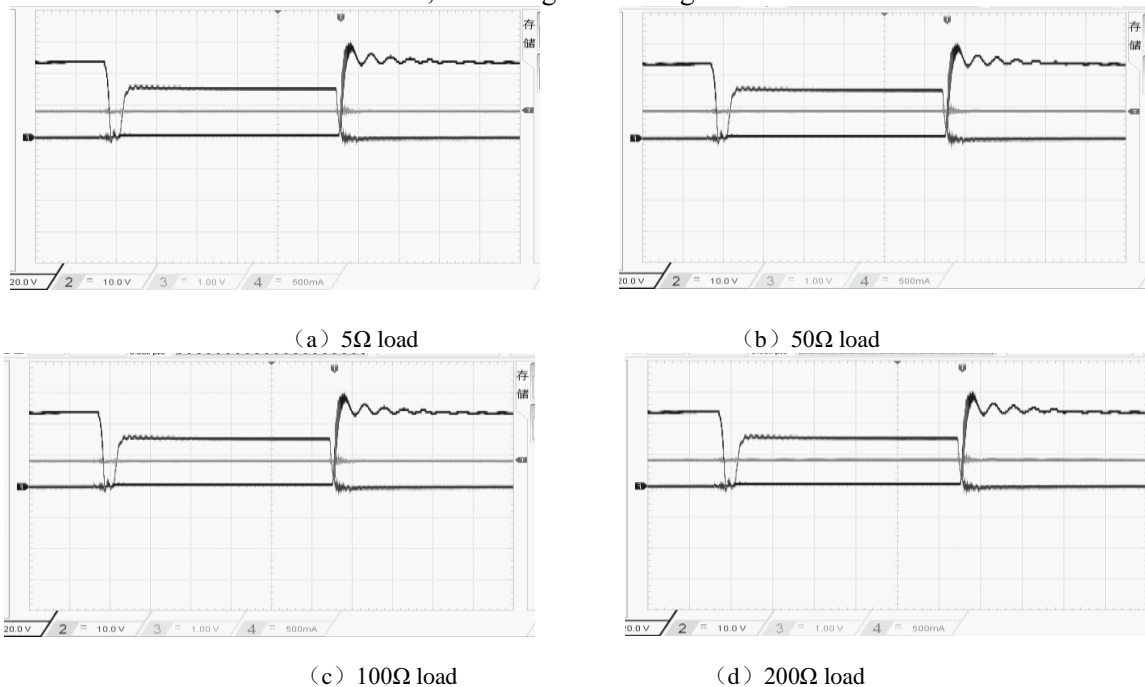 存
储
20.0 V 2 = 10.0 V 3 = 1.00 V 4 = 500mA
存
储
20.0 V 2 = 10.0 V 3 = 1.00 V 4 = 500mA
（a）5Ω load
（b）50Ω load
存
储
20.0 V 2 = 10.0 V 3 = 1.00 V 4 = 500mA
20.0 V 2 = 10.0 V 3 = 1.00 V 4 = 500mA
（c）100Ω load
（d）200Ω load